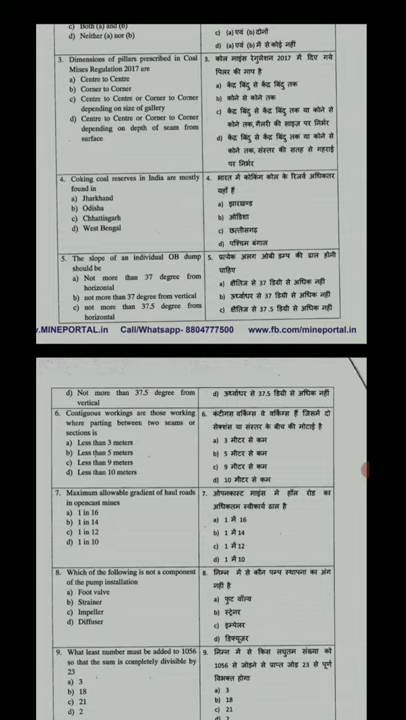 c) Both (a) and (b)
d) Neither (a) nor (b)
c) (a) एवं (b) दोनों
d) (a) एवं (b) में से कोई नहीं
3. Dimensions of pillars prescribed in Coal
Mines Regulation 2017 are
a) Centre to Centre
b) Corner to Corner
c) Centre to Centre or Corner to Corner
depending on size of gallery
d) Centre to Centre or Corner to Corner
depending on depth of seam from
surface
3. कोल माइंस रेगुलेशन 2017 में दिए गये
पिलर की माप है
a) केंद्र बिंदु से केंद्र बिंदु तक
b) कोने से कोने तक
c) केंद्र बिंदु से केंद्र बिंदु तक या कोने से
कोने तक,गैलरी की साइज़ पर निर्भर
d) केंद्र बिंदु से केंद्र बिंदु तक या कोने से
कोने तक,संस्तर की सतह से गहराई
पर निर्भर
4. Coking coal reserves in India are mostly
found in
a) Jharkhand
b) Odisha
c) Chhattisgarh
d) West Bengal
4. भारत में कोकिंग कोल के रिजर्व अधिकतर
यहाँ हैं
a) झारखण्ड
b) ओडिशा
c) छत्तीसगढ़
d) पश्चिम बंगाल
5. The slope of an individual OB dump
should be
a) Not more than 37 degree from
horizontal
b) not more than 37 degree from vertical
c) not more than 37.5 degree from
horizontal
5. प्रत्येक अलग ओबी डम्प की ढाल होनी
चाहिए
a) क्षैतिज से 37 डिग्री से अधिक नहीं
b) उर्ध्वाधर से 37 डिग्री से अधिक नहीं
c) क्षैतिज से 37.5 डिग्री से अधिक नहीं
.MINEPORTAL.in Call/Whatsapp- 8804777500 www.fb.com/mineportal.in
d) Not more than 37.5 degree from
vertical
d) उर्ध्वाधर से 37.5 डिग्री से अधिक नहीं
6. Contiguous workings are those working
where parting between two seams or
sections is
a) Less than 3 meters
b) Less than 5 meters
c) Less than 9 meters
d) Less than 10 meters
6. कंटीगस वर्किंग्स वे वर्किंग्स हैं जिसमे दो
सेक्शंस या संस्तर के बीच की मोटाई है
a) 3 मीटर से कम
b) 5 मीटर से कम
c) 9 मीटर से कम
d) 10 मीटर से कम
7. Maximum allowable gradient of haul roads
in opencast mines
a) 1 in 16
b) 1 in 14
c) 1 in 12
d) 1 in 10
7. ओपनकास्ट माइंस में हॉल रोड का
अधिकतम स्वीकार्य ढाल है
a) 1 में 16
b) 1 में 14
c) 1 में 12
d) 1 में 10
8. Which of the following is not a component
of the pump installation
a) Foot valve
b) Strainer
c) Impeller
d) Diffuser
8. निम्न में से कौन पम्प स्थापना का अंग
नहीं है
a) फुट वॉल्व
b) स्ट्रेनर
c) इम्पेलर
d) डिफ्यूज़र
9. What least number must be added to 1056
so that the sum is completely divisible by
23
a) 3
b) 18
c) 21
d) 2
9. निम्न में से किस लघुतम संख्या को
1056 से जोड़ने से प्राप्त जोड़ 23 से पूर्ण
विभक्त होगा
a) 3
b) 18
c) 21
d) 2